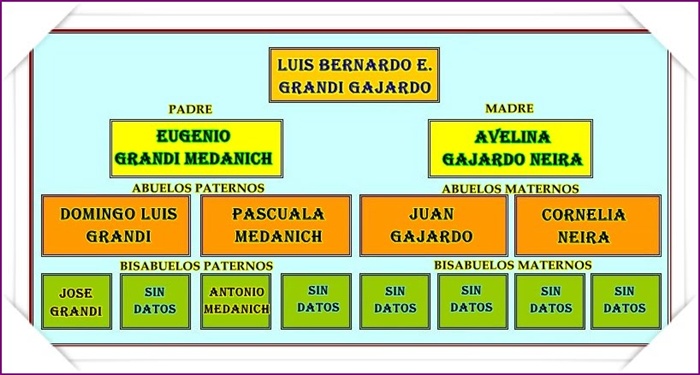 LUIS BERNARDO E.
GRANDI GAJARDO
PADRE
MADRE
EUGENIO
GRANDI MEDANICH
AVELINA
GAJARDO NEIRA
ABUELOS PATERNOS
ABUELOS MATERNOS
DOMINGO LUIS
GRANDI
PASCUALA
MEDANICH
JUAN
GAJARDO
CORNELIA
NEIRA
BISABUELOS PATERNOS
BISABUELOS MATERNOS
JOSE
GRANDI
SIN
DATOS
ANTONIO
MEDANICH
SIN
DATOS
SIN
DATOS
SIN
DATOS
SIN
DATOS
SIN
DATOS